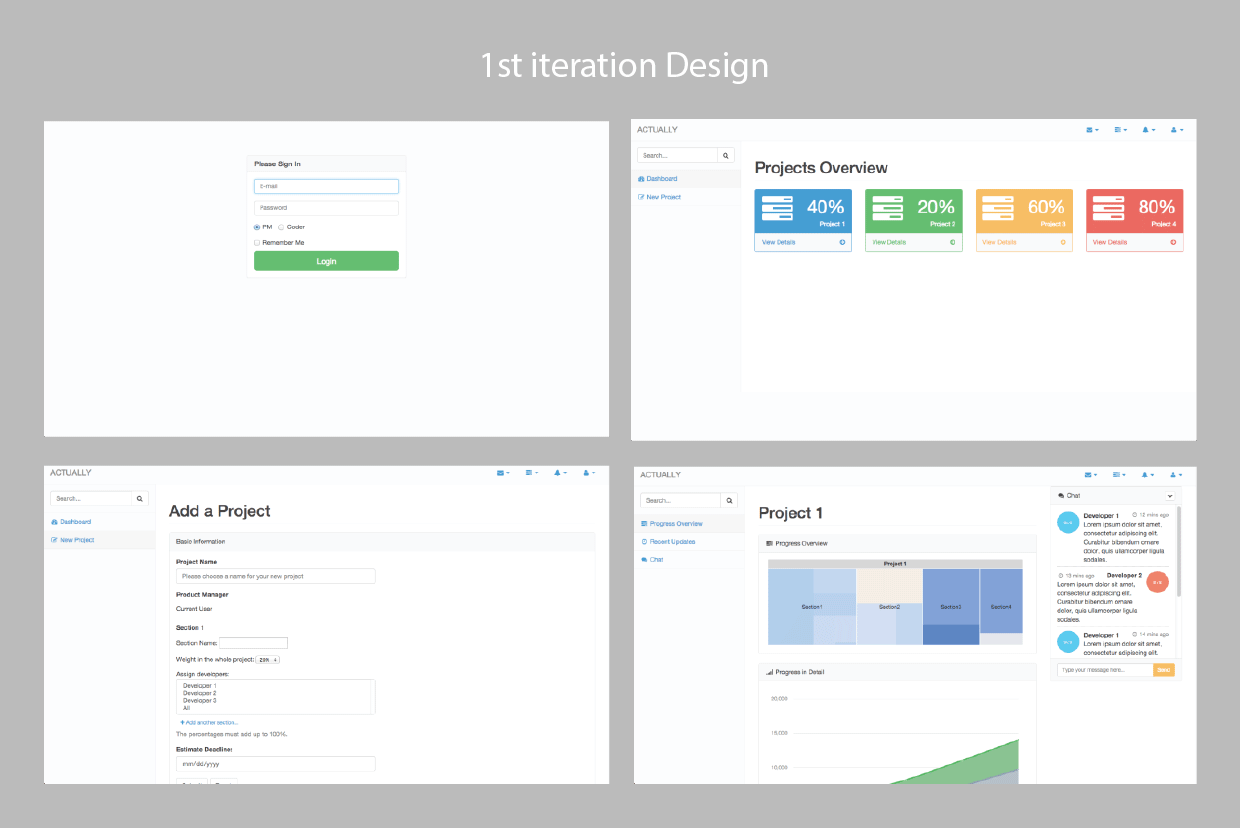 1st iteration Design
Please Sign In
E-mail
Password
PM Coder
Remember Me
Login
ACTUALLY
Search...
Dashboard
New Project
Projects Overview
40%
Project 1
View Details
20%
Project 2
View Details
60%
Project 3
View Details
80%
Project 4
View Details
ACTUALLY
Search...
Dashboard
New Project
Add a Project
Basic Information
Project Name
Please choose a name for your new project
Product Manager
Current User
Section 1
Section Name:
Weight in the whole project: 20%
Assign developers:
Developer 1
Developer 2
Developer 3
All
+ Add another section...
The percentages must add up to 100%.
Estimate Deadline:
mm/dd/yyyy
ACTUALLY
Search...
Progress Overview
Recent Updates
Chat
Project 1
Progress Overview
Project 1
Section1
Section2
Section3
Section4
Progress in Detail
20,000
15,000
10,000
Chat
Developer 1 12 mins ago
Lorem ipsum dolor sit amet,
consectetur adipiscing elit.
Curabitur bibendum ornare
dolor, quis ullamcorper ligula
sodales.
13 mins ago Developer 2
Lorem ipsum dolor sit amet,
consectetur adipiscing elit.
Curabitur bibendum ornare
dolor, quis ullamcorper ligula
sodales.
Developer 1 14 mins ago
Lorem ipsum dolor sit amet,
consectetur adipiscing elit.
Type your message here...
Send